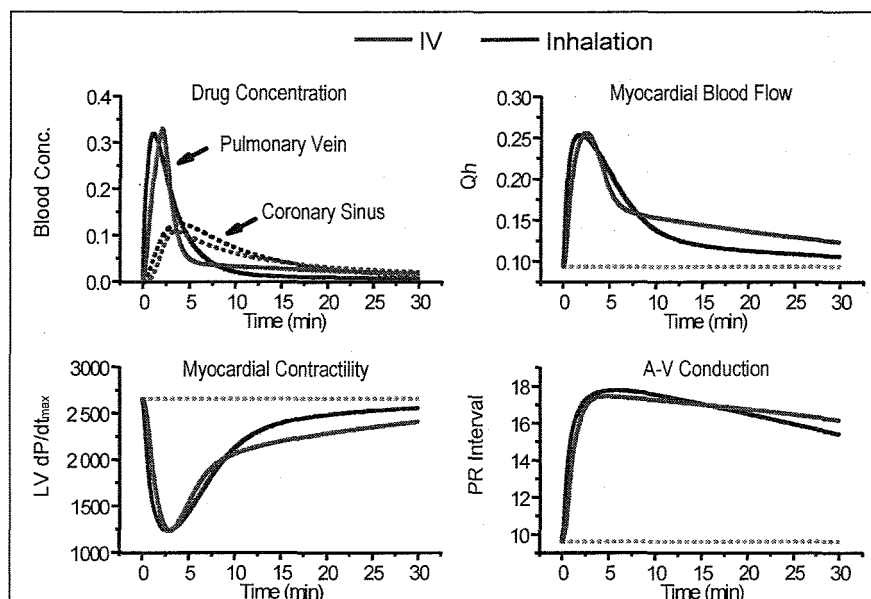 IV Inhalation
Drug Concentration
Blood Conc.
0.4
0.3
0.2
0.1
0.0
Pulmonary Vein
Coronary Sinus
0 5 10 15 20 25 30
Time (min)
Myocardial Blood Flow
Qh
0.30
0.25
0.20
0.15
0.10
0 5 10 15 20 25 30
Time (min)
Myocardial Contractility
LV dP/dtmax
3000
2500
2 000
1500
1000
0 5 10 15 20 25 30
Time (min)
A-V Conduction
PR Interval
18
16
14
12
10
0 5 10 15 20 25 30
Time (min)